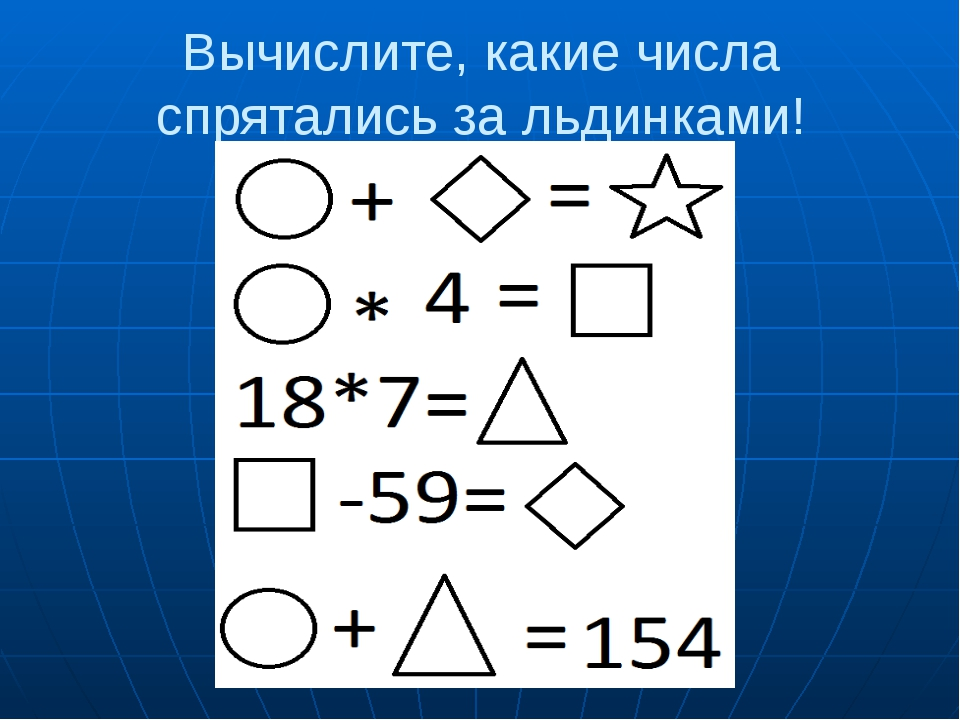 Вычислите, какие числа
спрятались за льдинками!
+ =
* 4 =
18*7=
-59=
+ = 154